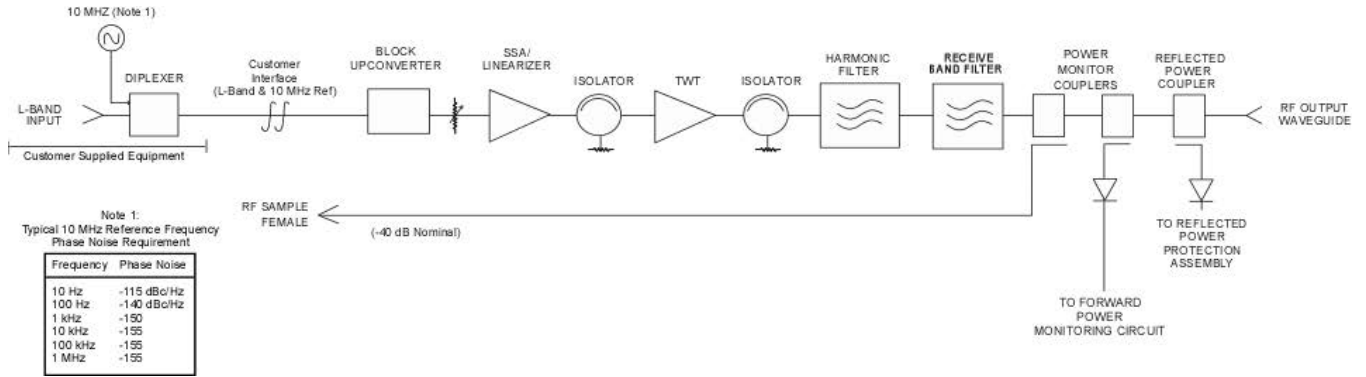 10 MHZ (Note 1)
DIPLEXER
L-BAND
INPUT
Customer Supplied Equipment
Customer
Interface
(L-Band & 10 MHz Ref)
BLOCK
UPCONVERTER
SSA/
LINEARIZER
ISOLATOR
TWT
ISOLATOR
HARMONIC
FILTER
RECEIVE
BAND FILTER
POWER
MONITOR
COUPLERS
REFLECTED
POWER
COUPLER
RF OUTPUT
WAVEGUIDE
RF SAMPLE
FEMALE
(-40 dB Nominal)
TO REFLECTED
POWER
PROTECTION
ASSEMBLY
TO FORWARD
POWER
MONITORING CIRCUIT
Note 1:
Typical 10 MHz Reference Frequency
Phase Noise Requirement
Frequency Phase Noise
10 Hz -115 dBc/Hz
100 Hz -140 dBc/Hz
1 kHz -150
10 kHz -155
100 kHz -155
1 MHz -155